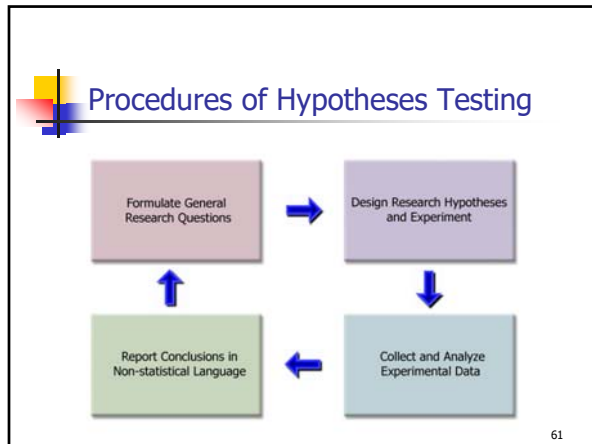 Procedures of Hypotheses Testing
Formulate General
Research Questions
Design Research Hypotheses
and Experiment
Report Conclusions in
Non-statistical Language
Collect and Analyze
Experimental Data
61